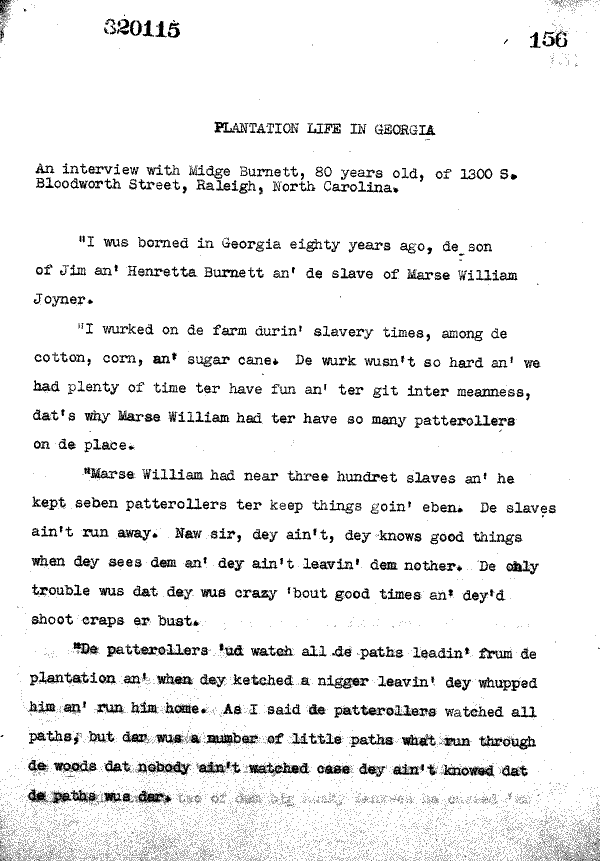 320115
156
PLANTATION LIFE IN GEORGIA
An interview with Midge Burnett, 80 years old, of 1300 S.
Bloodworth Street, Raleigh, North Carolina.
"I wus borned in Georgia eighty years ago, de son
of Jim an' Henretta Burnett an' de slave of Marse William
Joyner.
"I wurked on de farm durin' slavery times, among de
cotton, corn, an' sugar cane. De wurk wusn't so hard an' we
had plenty of time ter have fun an' ter git inter meanness,
dat's why Marse William had ter have so many patterollers
on de place.
"Marse William had near three hundret slaves an' he
kept seben patterollers ter keep things goin' eben. De slaves
ain't run away. Naw sir, dey ain't, dey knows good things
when dey sees dem an' dey ain't leavin' dem nother. De only
trouble wus dat dey wus crazy 'bout good times an' dey'd
shoot craps er bust.
"De patterollers 'ud watch all de paths leadin' frum de
plantation an' when dey ketched a nigger leavin' dey whupped
him an' run him home. As I said de patterollers watched all
paths, but dar wus a number of little paths what run through
de woods dat nobody ain't watched case dey ain't knowed dat
de paths wus dar. two of dem big husky